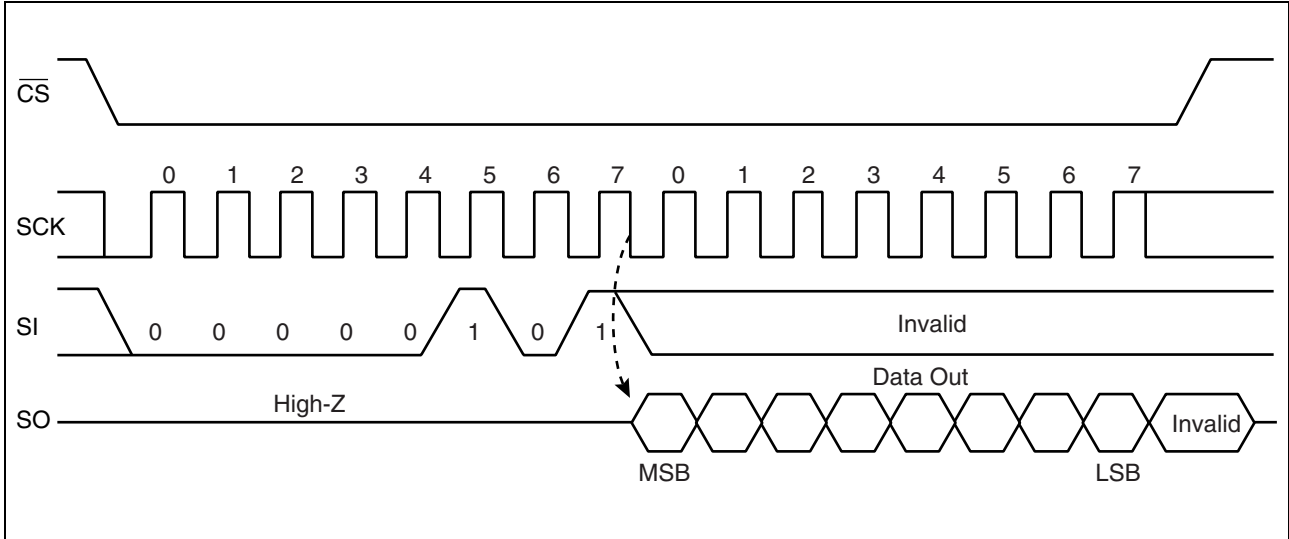 CS
0 1 2 3 4 5 6 7 0 1 2 3 4 5 6 7
SCK
SI
0 0 0 0 0 1 0 1
Invalid
Data Out
High-Z
SO
Invalid
MSB
LSB